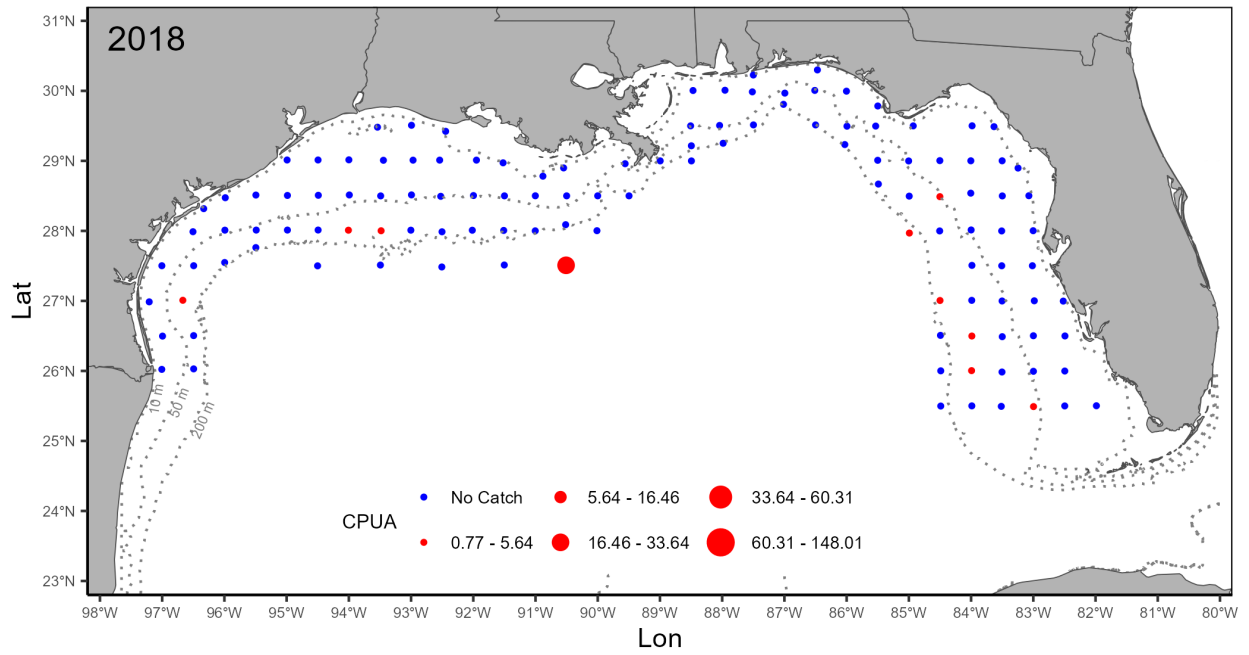 2018
31°N
30°N
29°N
28°N
27°N
26°N
25°N
24°N
23°N
Lat
10 m
50 m
200 m
CPUA
No Catch
5.64 - 16.46
33.64 - 60.31
0.77 - 5.64
16.46 - 33.64
60.31 - 148.01
98°W 97°W 96°W 95°W 94°W 93°W 92°W 91°W 90°W 89°W 88°W 87°W 86°W 85°W 84°W 83°W 82°W 81°W 80°W
Lon